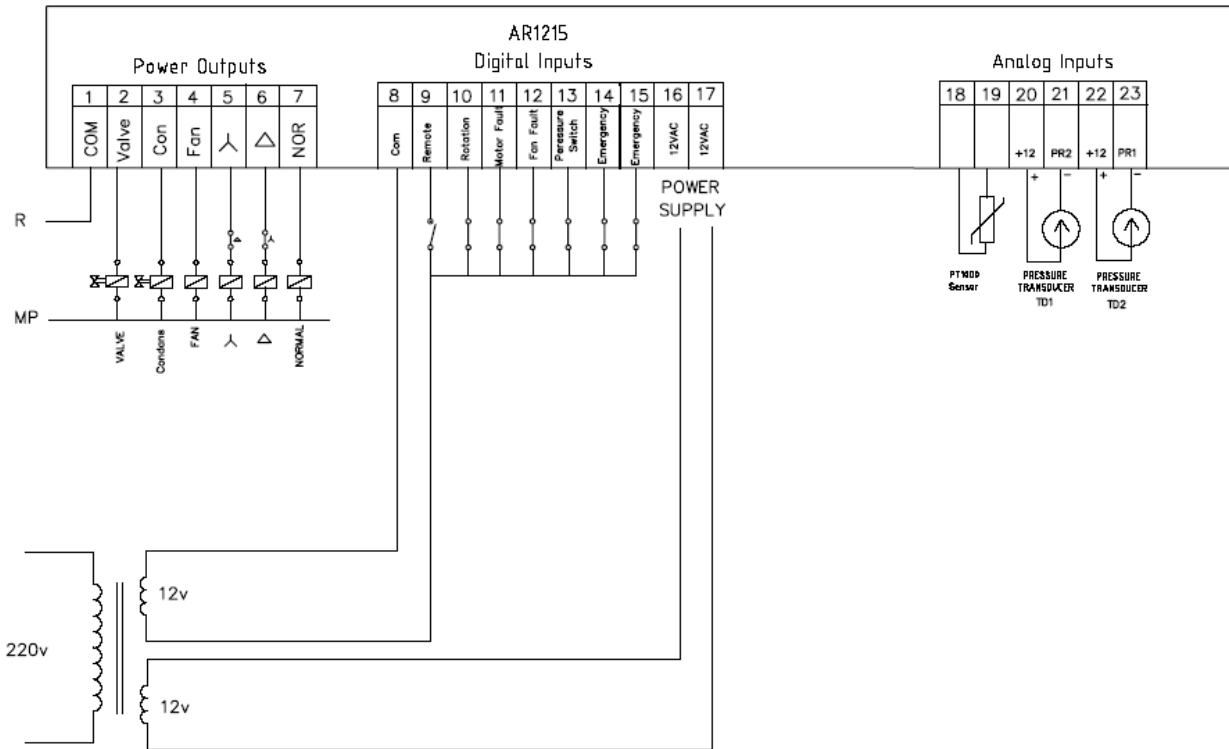 AR1215
Power Outputs
Digital Inputs
Analog Inputs
1 2 3 4 5 6 7
8 9 10 11 12 13 14 15 16 17
18 19 20 21 22 23
COM
Valve
Con
Fan
NOR
Com
Remote
Rotation
Motor Fault
Fan Fault
Peressure
Switch
Emergency
Emergency
12VAC
12VAC
+12 PR2 +12 PR1
+ − + −
POWER
SUPPLY
R
MP
VALVE
Condans
FAN
NORMAL
PT100D
Sensor
PRESSURE
TRANSDUCER
TD1
PRESSURE
TRANSDUCER
TD2
12v
220v
12v